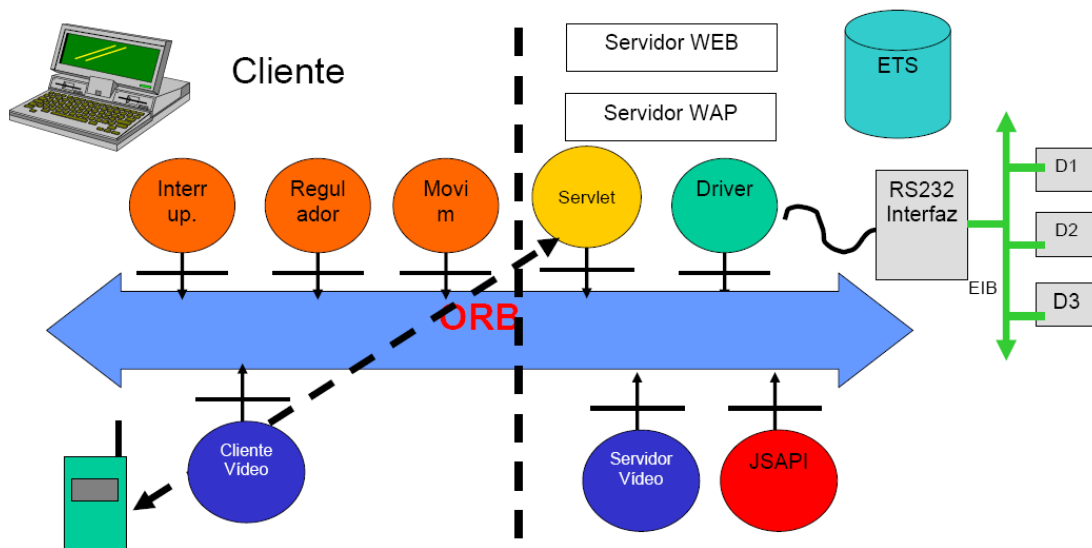 Cliente
Servidor WEB
Servidor WAP
ETS
Interr
up.
Regul
ador
Movi
m
Servlet
Driver
RS232
Interfaz
D1
D2
D3
EIB
ORB
Cliente
Vídeo
Servidor
Vídeo
JSAPI